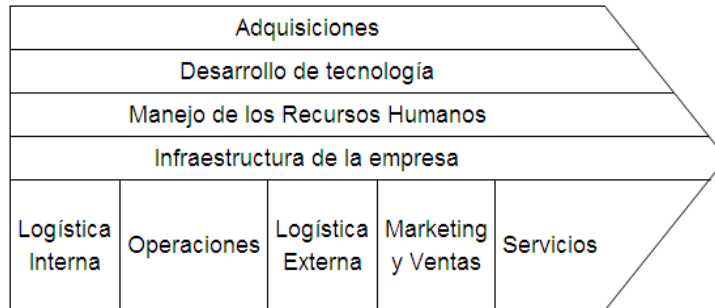 Adquisiciones
Desarrollo de tecnología
Manejo de los Recursos Humanos
Infraestructura de la empresa
Logística
Interna
Operaciones
Logística
Externa
Marketing
y Ventas
Servicios